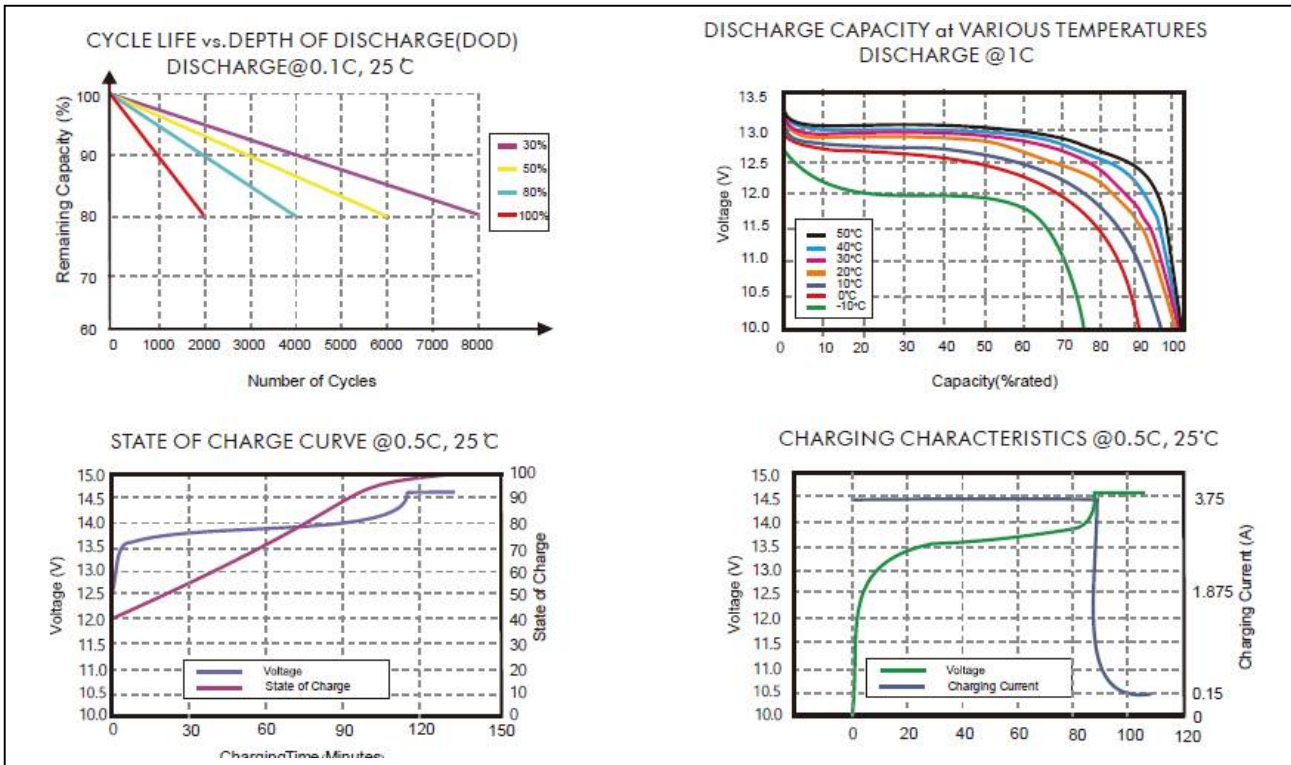 CYCLE LIFE vs.DEPTH OF DISCHARGE(DOD)
DISCHARGE@0.1C, 25℃
Remaining Capacity (%)
100
90
80
70
60
0 1000 2000 3000 4000 5000 6000 7000 8000
Number of Cycles
30%
50%
80%
100%
DISCHARGE CAPACITY at VARIOUS TEMPERATURES
DISCHARGE @1C
Voltage (V)
13.5
13.0
12.5
12.0
11.5
11.0
10.5
10.0
0 10 20 30 40 50 60 70 80 90 100
Capacity(%rated)
50°C
40°C
30°C
20°C
10°C
0°C
-10°C
STATE OF CHARGE CURVE @0.5C, 25℃
Voltage (V)
15.0
14.5
14.0
13.5
13.0
12.5
12.0
11.5
11.0
10.5
10.0
State of Charge
100
90
80
70
60
50
40
30
20
10
0
Voltage
State of Charge
0 30 60 90 120 150
ChargingTime(Minutes)
CHARGING CHARACTERISTICS @0.5C, 25°C
Voltage (V)
15.0
14.5
14.0
13.5
13.0
12.5
12.0
11.5
11.0
10.5
10.0
Charging Current (A)
3.75
1.875
0.15
0
Voltage
Charging Current
0 20 40 60 80 100 120